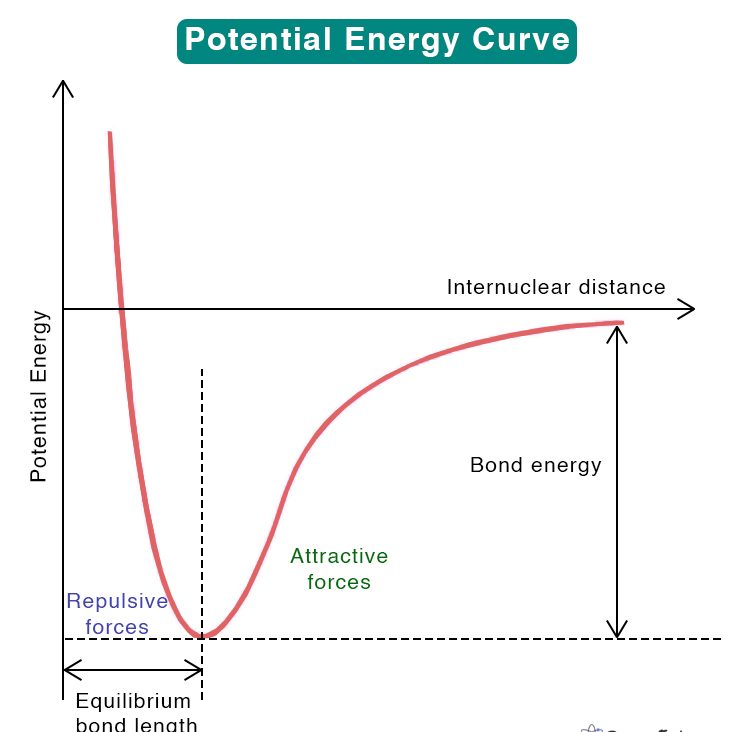 Potential Energy Curve
Internuclear distance
Potential Energy
Bond energy
Attractive
forces
Repulsive
forces
Equilibrium
bond length